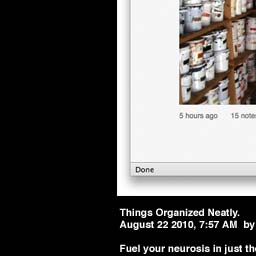 5 hours ago 15 notes
Done
Things Organized Neatly.
August 22 2010, 7:57 AM by
Fuel your neurosis in just the